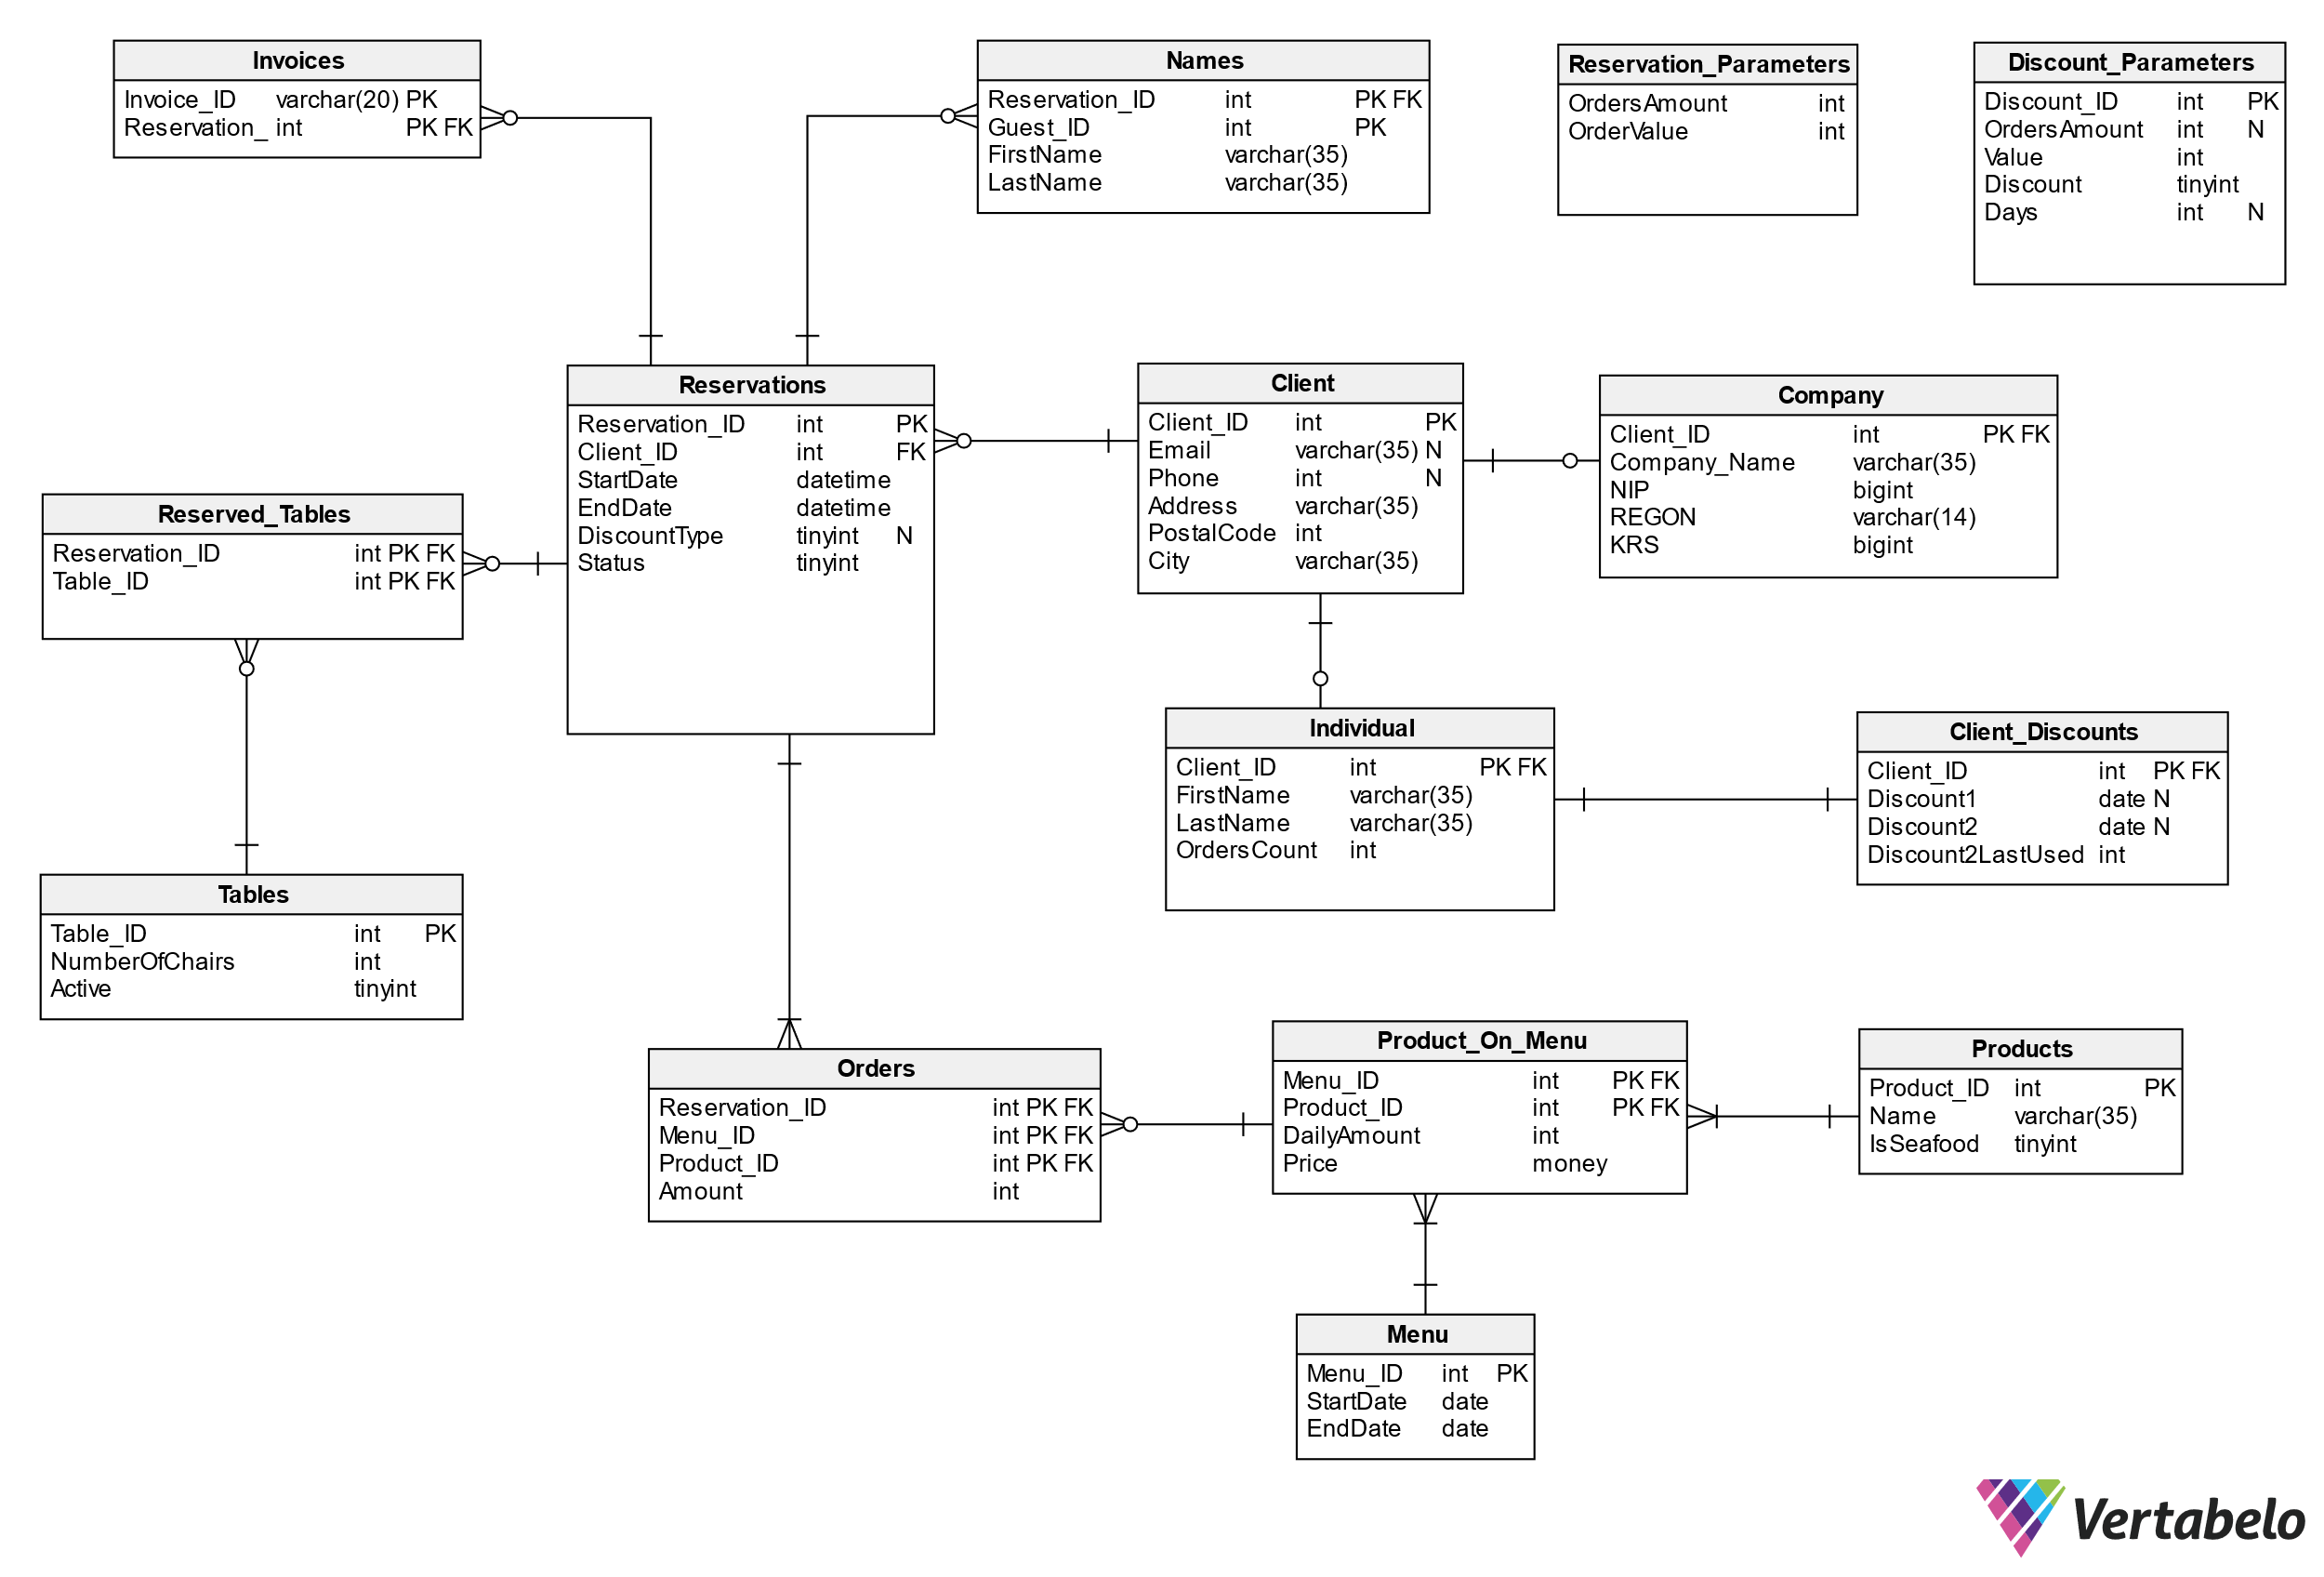 Invoices
Invoice_ID varchar(20) PK
Reservation_ int PK FK
Names
Reservation_ID int PK FK
Guest_ID int PK
FirstName varchar(35)
LastName varchar(35)
Reservation_Parameters
OrdersAmount int
OrderValue int
Discount_Parameters
Discount_ID int PK
OrdersAmount int N
Value int
Discount tinyint
Days int N
Reservations
Reservation_ID int PK
Client_ID int FK
StartDate datetime
EndDate datetime
DiscountType tinyint N
Status tinyint
Client
Client_ID int PK
Email varchar(35) N
Phone int N
Address varchar(35)
PostalCode int
City varchar(35)
Company
Client_ID int PK FK
Company_Name varchar(35)
NIP bigint
REGON varchar(14)
KRS bigint
Reserved_Tables
Reservation_ID int PK FK
Table_ID int PK FK
Individual
Client_ID int PK FK
FirstName varchar(35)
LastName varchar(35)
OrdersCount int
Client_Discounts
Client_ID int PK FK
Discount1 date N
Discount2 date N
Discount2LastUsed int
Tables
Table_ID int PK
NumberOfChairs int
Active tinyint
Orders
Reservation_ID int PK FK
Menu_ID int PK FK
Product_ID int PK FK
Amount int
Product_On_Menu
Menu_ID int PK FK
Product_ID int PK FK
DailyAmount int
Price money
Products
Product_ID int PK
Name varchar(35)
IsSeafood tinyint
Menu
Menu_ID int PK
StartDate date
EndDate date
Vertabelo